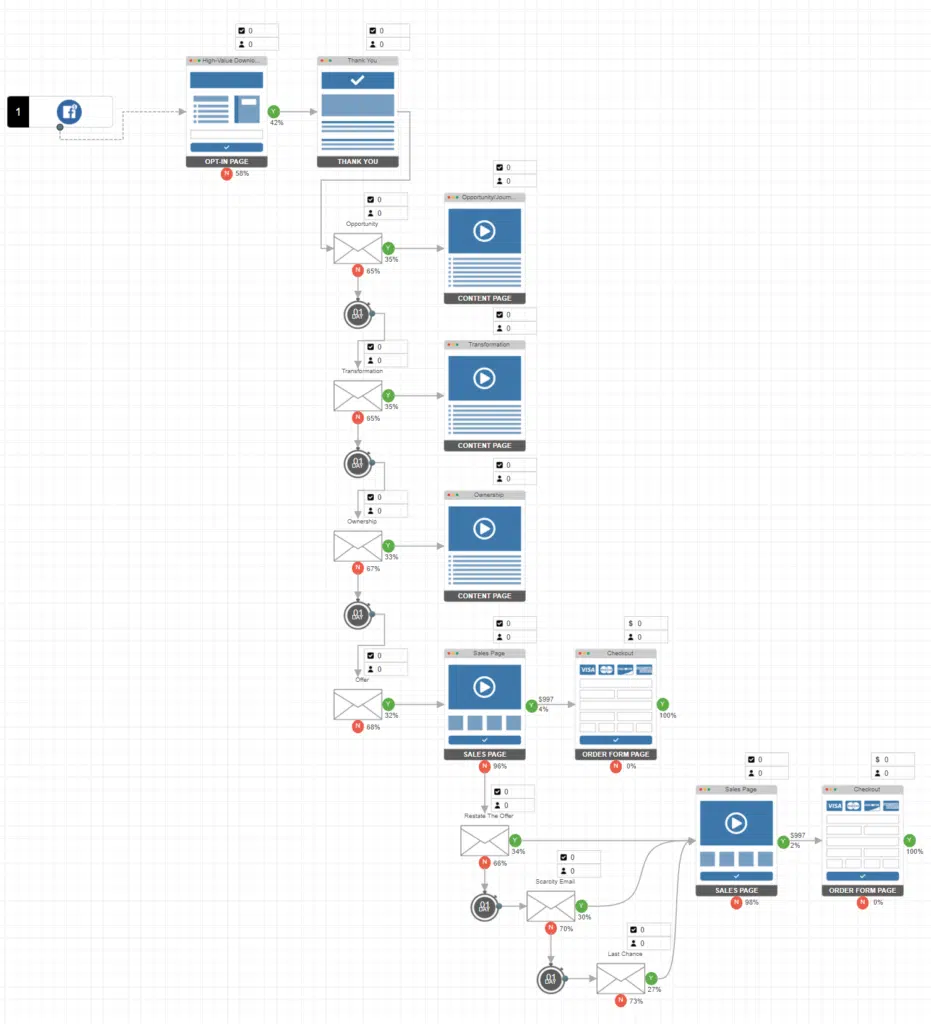 0
0
0
0
High-Value Downlo...
Thank You
1
Y
42%
OPT-IN PAGE
THANK YOU
N 58%
0
0
Opportunity/Journ...
0
0
Opportunity
Y
35%
N 65%
CONTENT PAGE
01
DAY
0
0
Transformation
0
0
Transformation
Y
35%
N 65%
CONTENT PAGE
01
DAY
0
0
Ownership
0
0
Ownership
Y
33%
N 67%
CONTENT PAGE
01
DAY
0
0
$ 0
0
Sales Page
Checkout
0
0
Offer
VISA
Y
32%
N 68%
Y
$997
4%
Y
100%
SALES PAGE
ORDER FORM PAGE
N 96%
N 0%
0
0
$ 0
0
Sales Page
Checkout
VISA
0
0
Restate The Offer
Y
34%
N 66%
Y
$997
2%
Y
100%
SALES PAGE
ORDER FORM PAGE
N 98%
N 0%
0
0
Scarcity Email
01
DAY
Y
30%
N 70%
0
0
Last Chance
01
DAY
Y
27%
N 73%